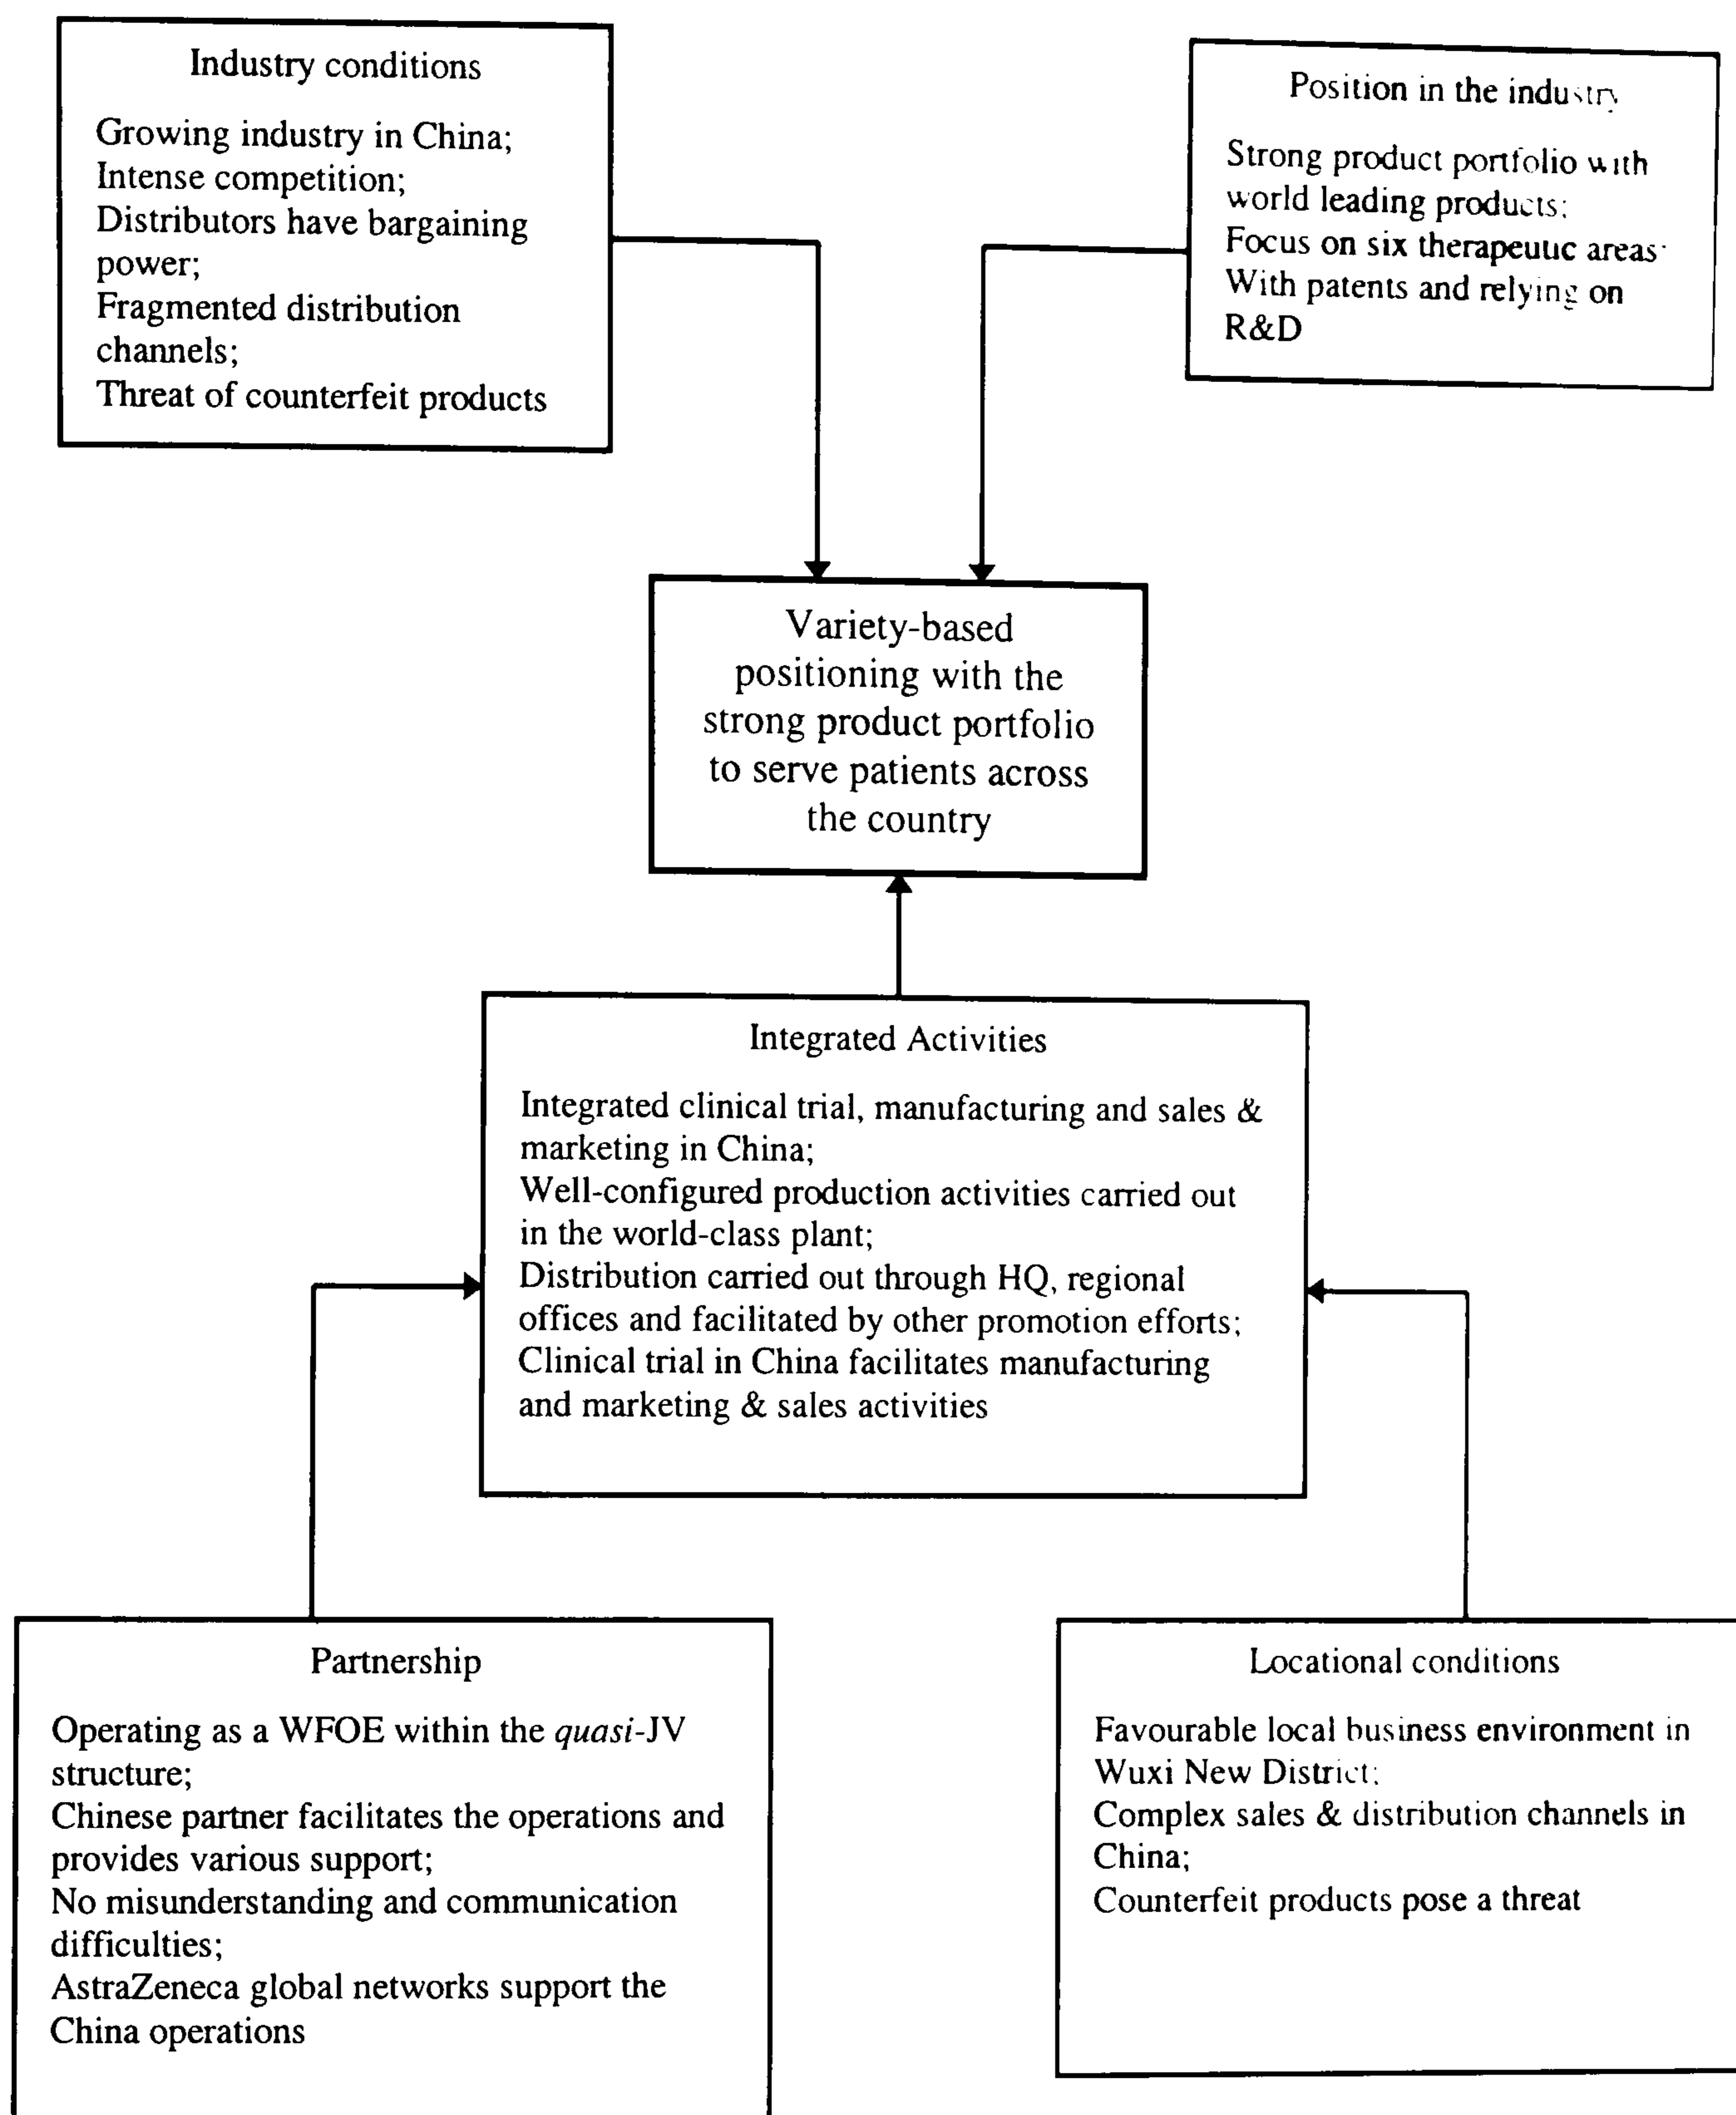 Industry conditions
Growing industry in China;
Intense competition;
Distributors have bargaining
power;
Fragmented distribution
channels;
Threat of counterfeit products
Position in the industry
Strong product portfolio with
world leading products;
Focus on six therapeutic areas
With patents and relying on
R&D
Variety-based
positioning with the
strong product portfolio
to serve patients across
the country
Integrated Activities
Integrated clinical trial, manufacturing and sales &
marketing in China;
Well-configured production activities carried out
in the world-class plant;
Distribution carried out through HQ, regional
offices and facilitated by other promotion efforts;
Clinical trial in China facilitates manufacturing
and marketing & sales activities
Partnership
Operating as a WFOE within the quasi-JV
structure;
Chinese partner facilitates the operations and
provides various support;
No misunderstanding and communication
difficulties;
AstraZeneca global networks support the
China operations
Locational conditions
Favourable local business environment in
Wuxi New District;
Complex sales & distribution channels in
China;
Counterfeit products pose a threat